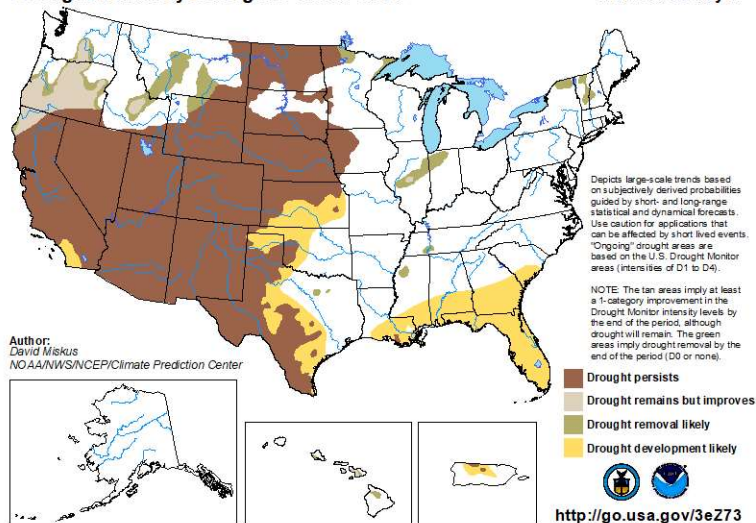 Depicts large-scale trends based
on subjectively derived probabilities
guided by short- and long-range
statistical and dynamical forecasts.
Use caution for applications that
can be affected by short lived events.
"Ongoing" drought areas are
based on the U.S. Drought Monitor
areas (intensities of D1 to D4).
NOTE: The tan areas imply at least
a 1-category improvement in the
Drought Monitor intensity levels by
the end of the period, although
drought will remain. The green
areas imply drought removal by the
end of the period (D0 or none).
Author:
David Miskus
NOAA/NWS/NCEP/Climate Prediction Center
Drought persists
Drought remains but improves
Drought removal likely
Drought development likely
http://go.usa.gov/3eZ73